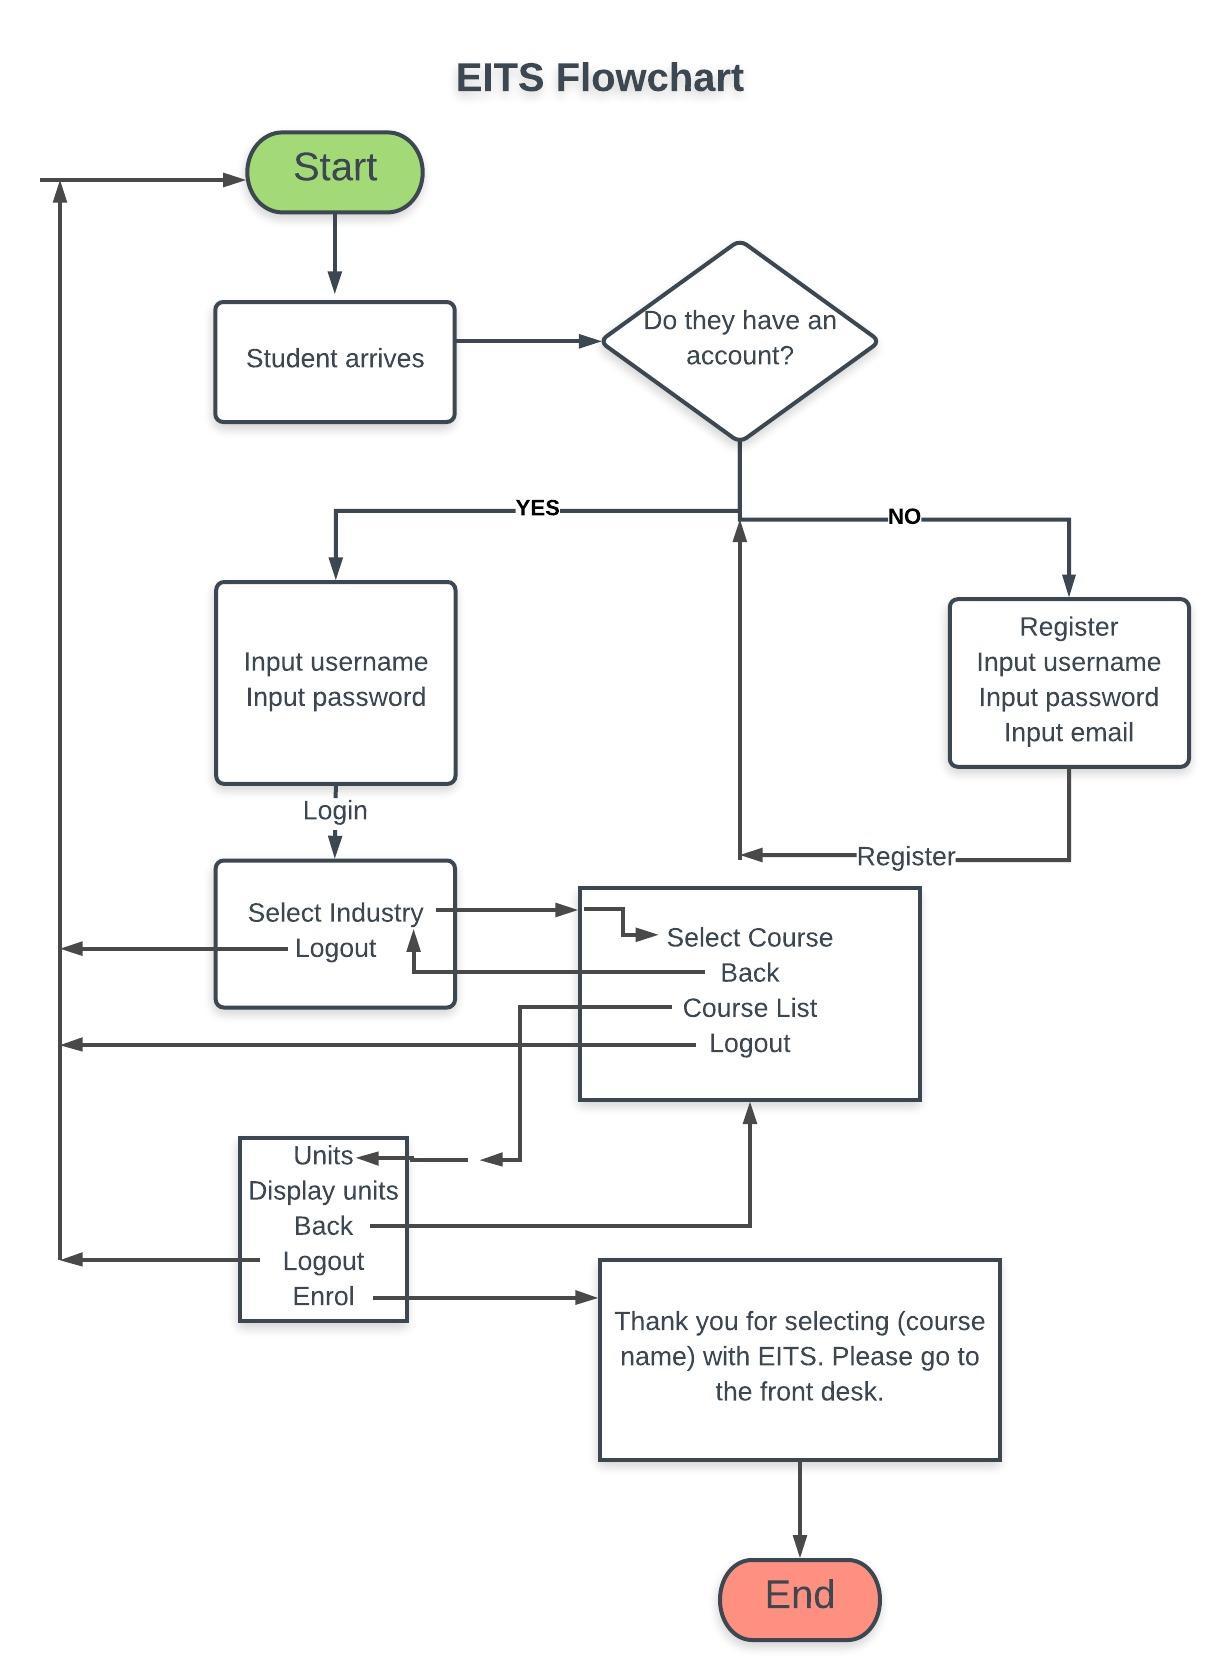 EITS Flowchart
Start
Student arrives
Do they have an
account?
YES
NO
Input username
Input password
Register
Input username
Input password
Input email
Login
Register
Select Industry
Logout
Select Course
Back
Course List
Logout
Units
Display units
Back
Logout
Enrol
Thank you for selecting (course
name) with EITS. Please go to
the front desk.
End